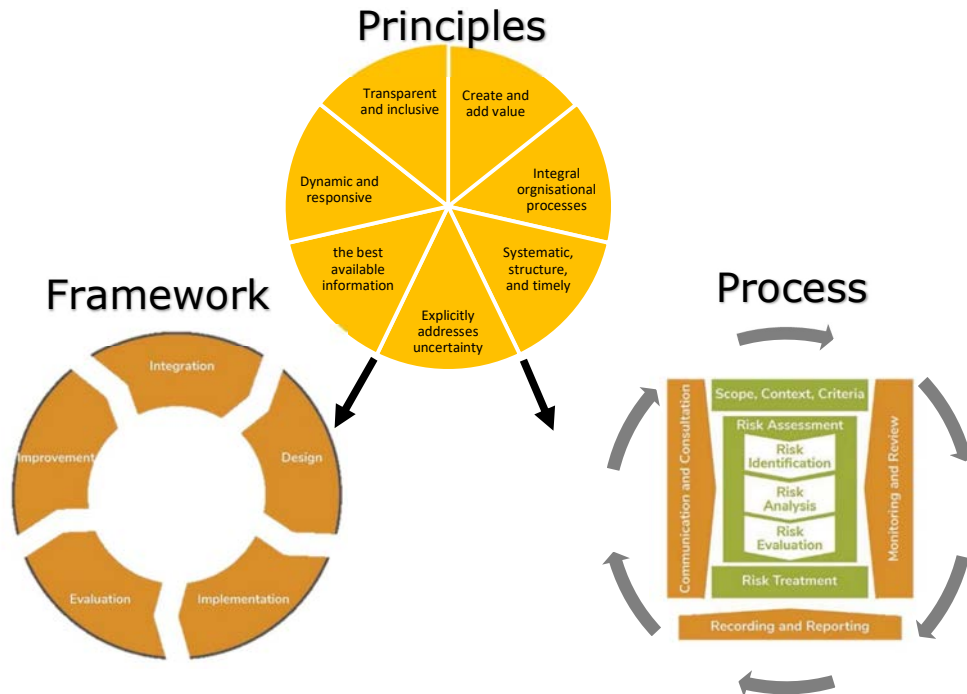 Principles
Transparent
and inclusive
Create and
add value
Dynamic and
responsive
Integral
orgnisational
processes
the best
available
information
Systematic,
structure,
and timely
Explicitly
addresses
uncertainty
Framework
Integration
Improvement
Design
Evaluation
Implementation
Process
Communication and Consultation
Scope, Context, Criteria
Risk Assessment
Risk
Identification
Risk
Analysis
Risk
Evaluation
Risk Treatment
Monitoring and Review
Recording and Reporting